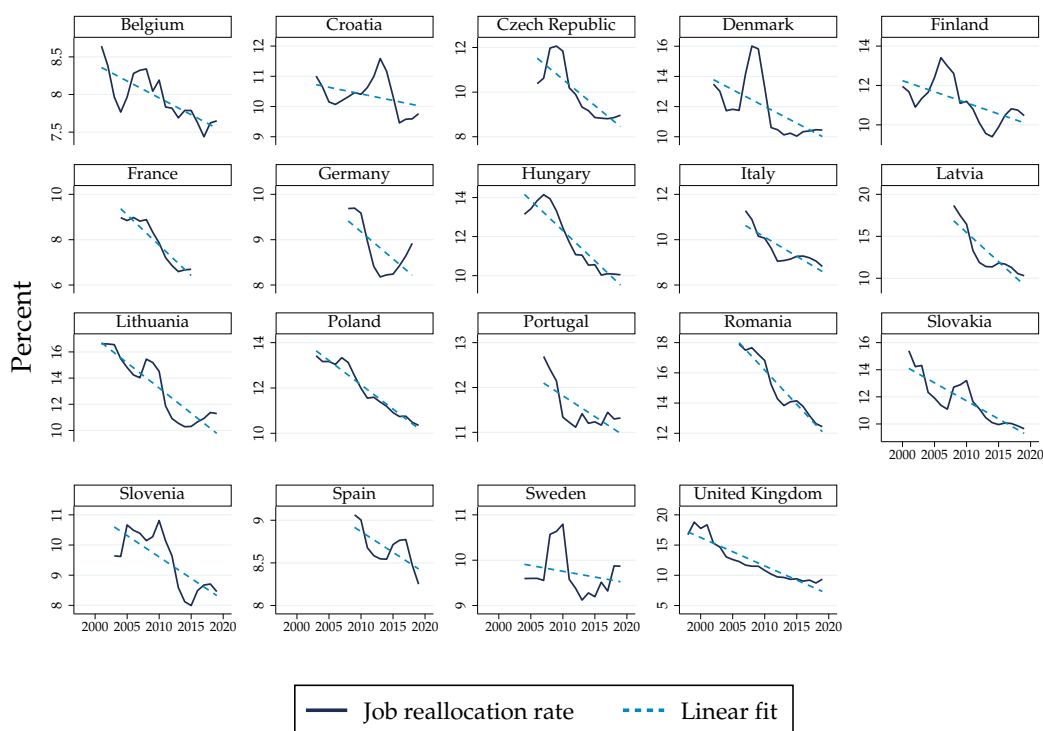 Percent
Belgium Croatia Czech Republic Denmark Finland
8.5 12 12 16 14
8 11 10 14 12
7.5 10 8 12 10
9 10
France Germany Hungary Italy Latvia
10 10 14 12 20
8 9 12 10 15
6 8 10 8 10
Lithuania Poland Portugal Romania Slovakia
16 14 13 18 16
14 12 12 16 14
12 10 11 14 12
10 12 10
2000 2005 2010 2015 2020
Slovenia Spain Sweden United Kingdom
11 9 11 20
10 8.5 10 15
9 8 9 10
8 5
2000 2005 2010 2015 2020 2000 2005 2010 2015 2020 2000 2005 2010 2015 2020 2000 2005 2010 2015 2020
Job reallocation rate Linear fit